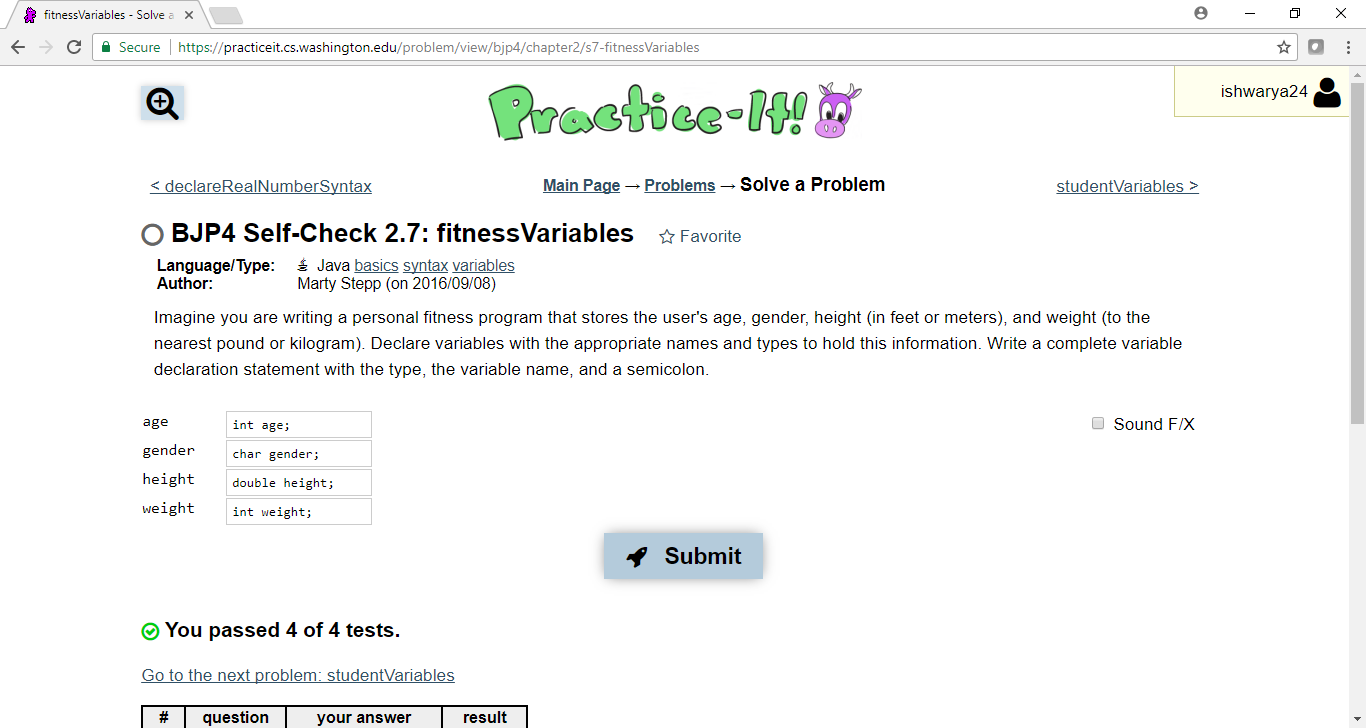 fitnessVariables - Solve a
Secure https://practiceit.cs.washington.edu/problem/view/bjp4/chapter2/s7-fitnessVariables
Practice-It!
ishwarya24
< declareRealNumberSyntax Main Page → Problems → Solve a Problem studentVariables >
BJP4 Self-Check 2.7: fitnessVariables Favorite
Language/Type: Java basics syntax variables
Author: Marty Stepp (on 2016/09/08)
Imagine you are writing a personal fitness program that stores the user's age, gender, height (in feet or meters), and weight (to the
nearest pound or kilogram). Declare variables with the appropriate names and types to hold this information. Write a complete variable
declaration statement with the type, the variable name, and a semicolon.
age int age; Sound F/X
gender char gender;
height double height;
weight int weight;
Submit
You passed 4 of 4 tests.
Go to the next problem: studentVariables
# question your answer result